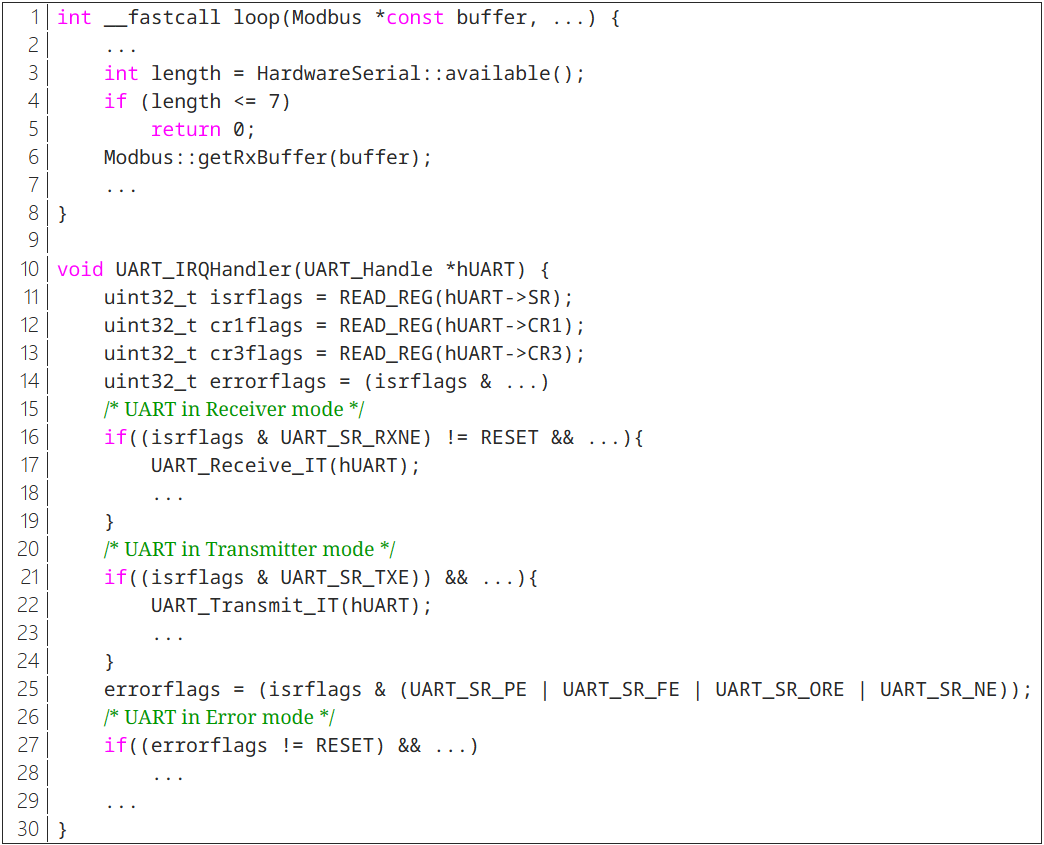 1 int __fastcall loop(Modbus *const buffer, ...) {
2     ...
3     int length = HardwareSerial::available();
4     if (length <= 7)
5         return 0;
6     Modbus::getRxBuffer(buffer);
7     ...
8 }
9
10 void UART_IRQHandler(UART_Handle *hUART) {
11     uint32_t isrflags = READ_REG(hUART->SR);
12     uint32_t cr1flags = READ_REG(hUART->CR1);
13     uint32_t cr3flags = READ_REG(hUART->CR3);
14     uint32_t errorflags = (isrflags & ...)
15     /* UART in Receiver mode */
16     if((isrflags & UART_SR_RXNE) != RESET && ...){
17         UART_Receive_IT(hUART);
18         ...
19     }
20     /* UART in Transmitter mode */
21     if((isrflags & UART_SR_TXE)) && ...){
22         UART_Transmit_IT(hUART);
23         ...
24     }
25     errorflags = (isrflags & (UART_SR_PE | UART_SR_FE | UART_SR_ORE | UART_SR_NE));
26     /* UART in Error mode */
27     if((errorflags != RESET) && ...)
28         ...
29     ...
30 }